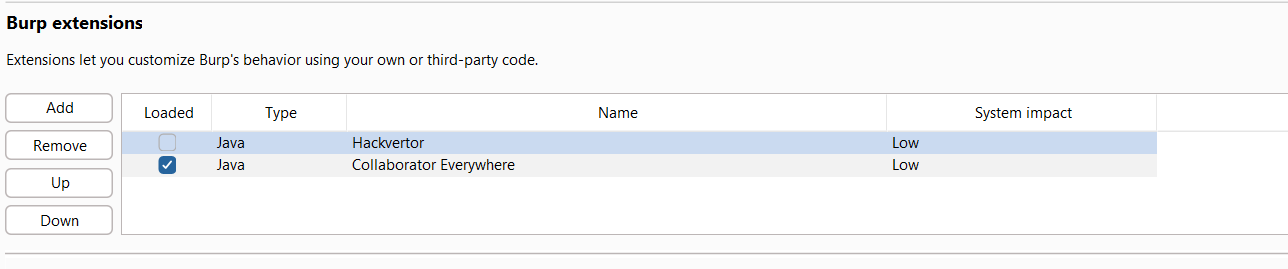 Burp extensions
Extensions let you customize Burp's behavior using your own or third-party code.
Add
Remove
Up
Down
Loaded Type Name System impact
Java Hackvertor Low
Java Collaborator Everywhere Low